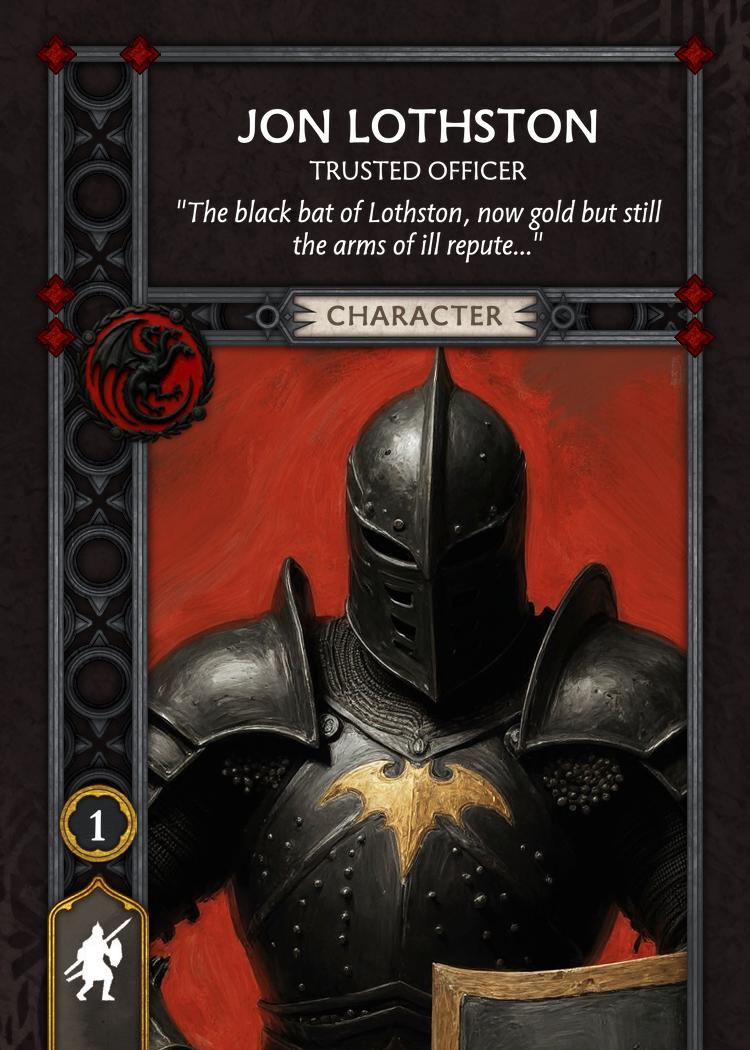 JON LOTHSTON
TRUSTED OFFICER
"The black bat of Lothston, now gold but still
the arms of ill repute..."
CHARACTER
1